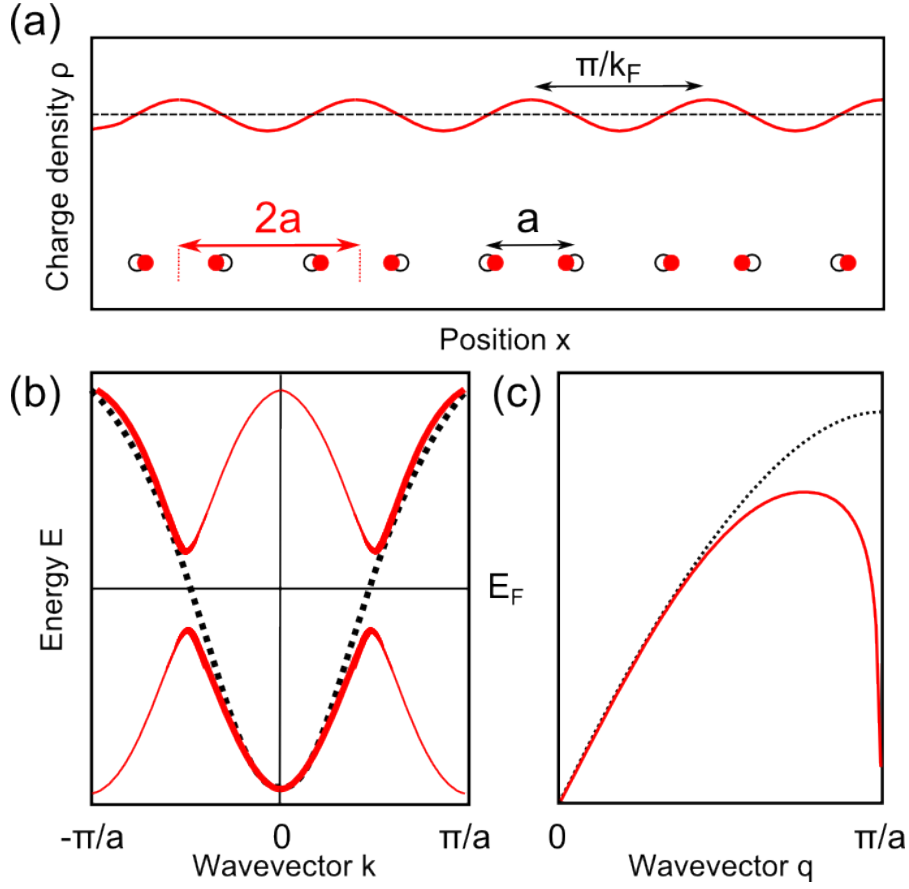 (a)
Charge density ρ
π/k_F
2a
a
Position x
(b)
Energy E
E_F
-π/a
0
π/a
Wavevector k
(c)
0
π/a
Wavevector q